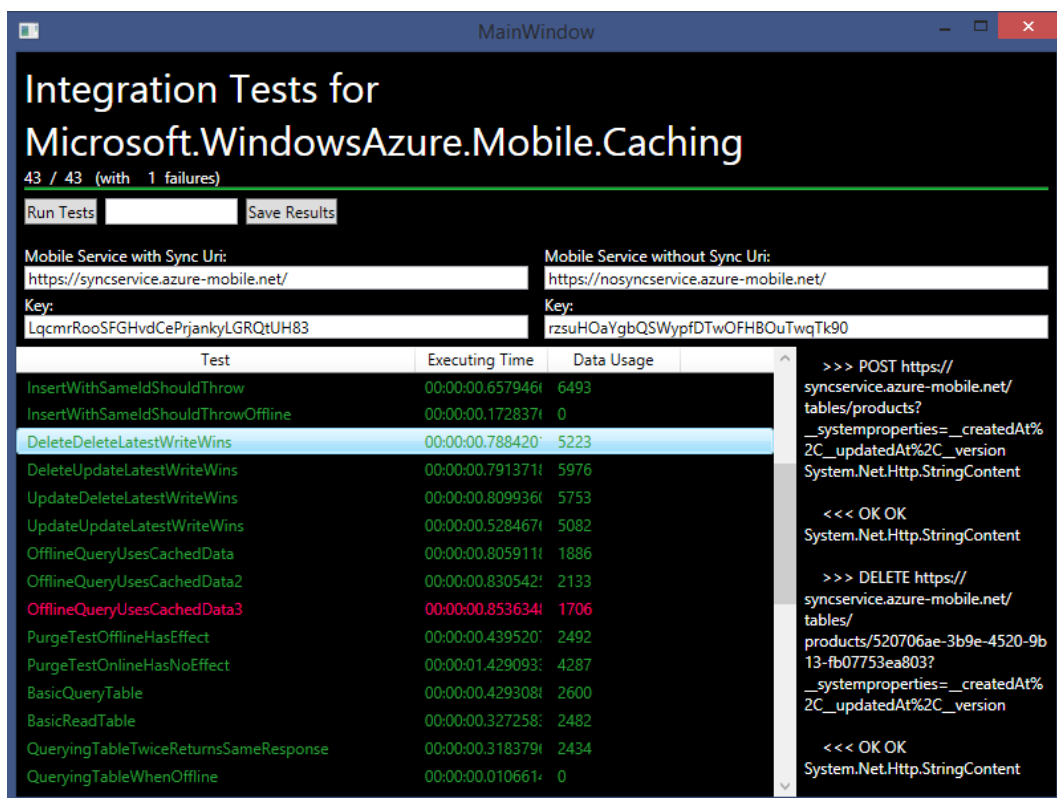 MainWindow
Integration Tests for
Microsoft.WindowsAzure.Mobile.Caching
43 / 43 (with 1 failures)
Run Tests Save Results
Mobile Service with Sync Uri: Mobile Service without Sync Uri:
https://syncservice.azure-mobile.net/ https://nosyncservice.azure-mobile.net/
Key: Key:
LqcmrRooSFGHvdCePrjankyLGRQtUH83 rzsuHOaYgbQSWypfDTwOFHBOuTwqTk90
Test Executing Time Data Usage
InsertWithSameIdShouldThrow 00:00:00.6579466 6493
InsertWithSameIdShouldThrowOffline 00:00:00.1728376 0
DeleteDeleteLatestWriteWins 00:00:00.788420 5223
DeleteUpdateLatestWriteWins 00:00:00.7913718 5976
UpdateDeleteLatestWriteWins 00:00:00.8099360 5753
UpdateUpdateLatestWriteWins 00:00:00.5284676 5082
OfflineQueryUsesCachedData 00:00:00.8059118 1886
OfflineQueryUsesCachedData2 00:00:00.830542 2133
OfflineQueryUsesCachedData3 00:00:00.8536348 1706
PurgeTestOfflineHasEffect 00:00:00.439520 2492
PurgeTestOnlineHasNoEffect 00:00:01.429093 4287
BasicQueryTable 00:00:00.4293088 2600
BasicReadTable 00:00:00.327258 2482
QueryingTableTwiceReturnsSameResponse 00:00:00.3183796 2434
QueryingTableWhenOffline 00:00:00.010661 0
>>> POST https://
syncservice.azure-mobile.net/
tables/products?
__systemproperties=__createdAt%
2C__updatedAt%2C__version
System.Net.Http.StringContent
<<< OK OK
System.Net.Http.StringContent
>>> DELETE https://
syncservice.azure-mobile.net/
tables/
products/520706ae-3b9e-4520-9b
13-fb07753ea803?
__systemproperties=__createdAt%
2C__updatedAt%2C__version
<<< OK OK
System.Net.Http.StringContent